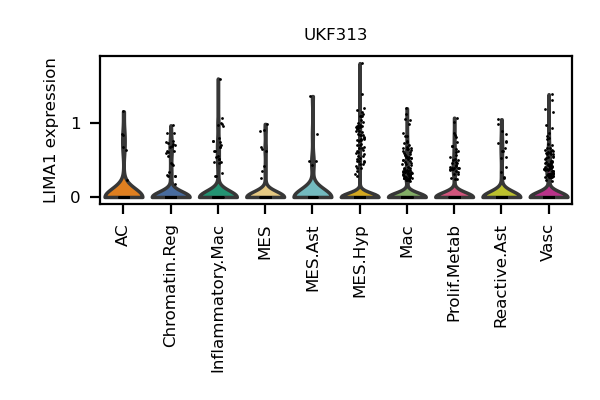 UKF313
LIMA1 expression
1
0
AC
Chromatin.Reg
Inflammatory.Mac
MES
MES.Ast
MES.Hyp
Mac
Prolif.Metab
Reactive.Ast
Vasc